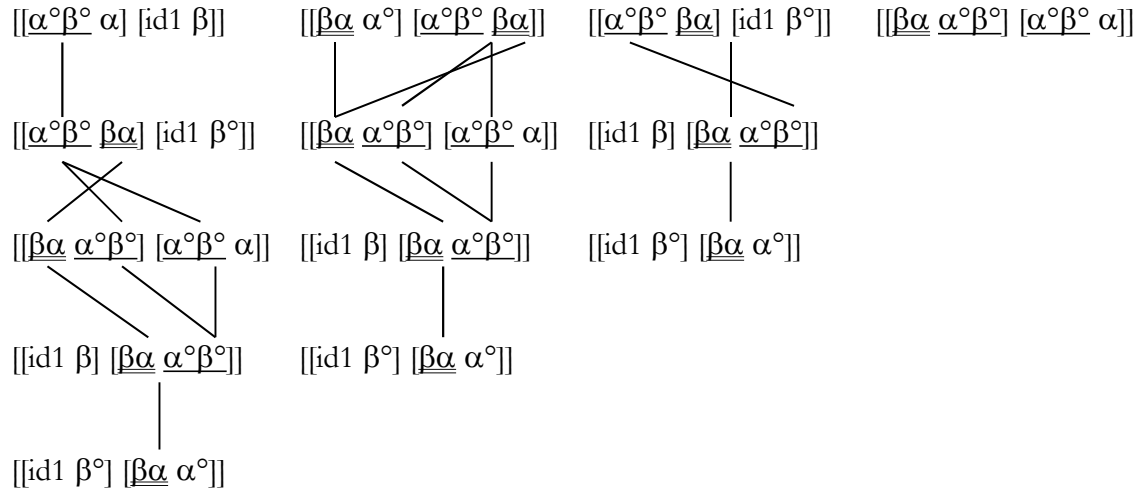 [[α°β° α] [id1 β]] [[βα α°] [α°β° βα]] [[α°β° βα] [id1 β°]] [[βα α°β°] [α°β° α]]
[[α°β° βα] [id1 β°]] [[βα α°β°] [α°β° α]] [[id1 β] [βα α°β°]]
[[βα α°β°] [α°β° α]] [[id1 β] [βα α°β°]] [[id1 β°] [βα α°]]
[[id1 β] [βα α°β°]] [[id1 β°] [βα α°]]
[[id1 β°] [βα α°]]